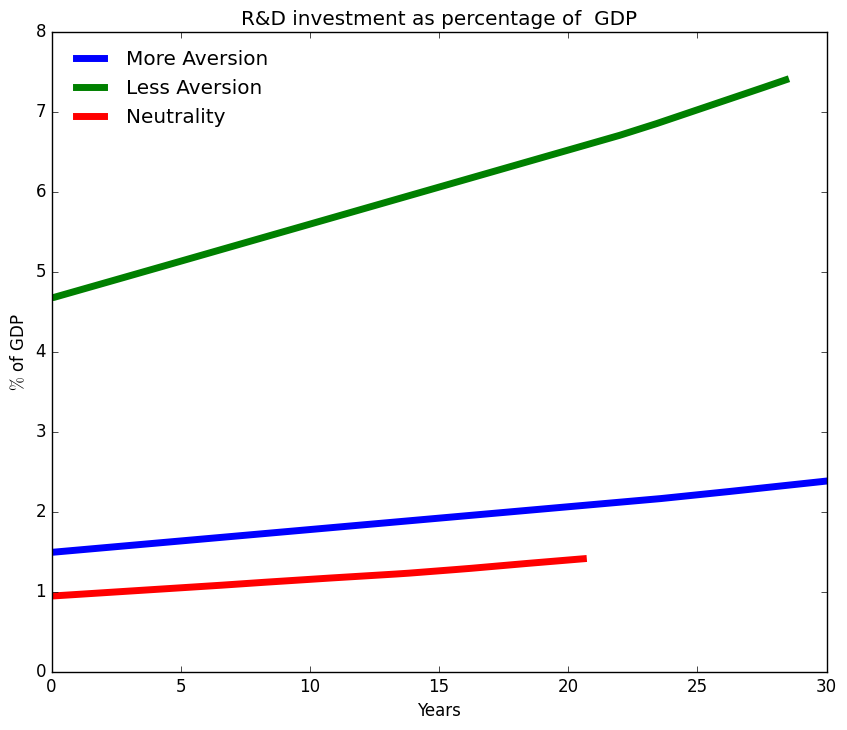 R&D investment as percentage of  GDP
More Aversion
Less Aversion
Neutrality
8
7
6
5
4
3
2
1
0
% of GDP
0 5 10 15 20 25 30
Years